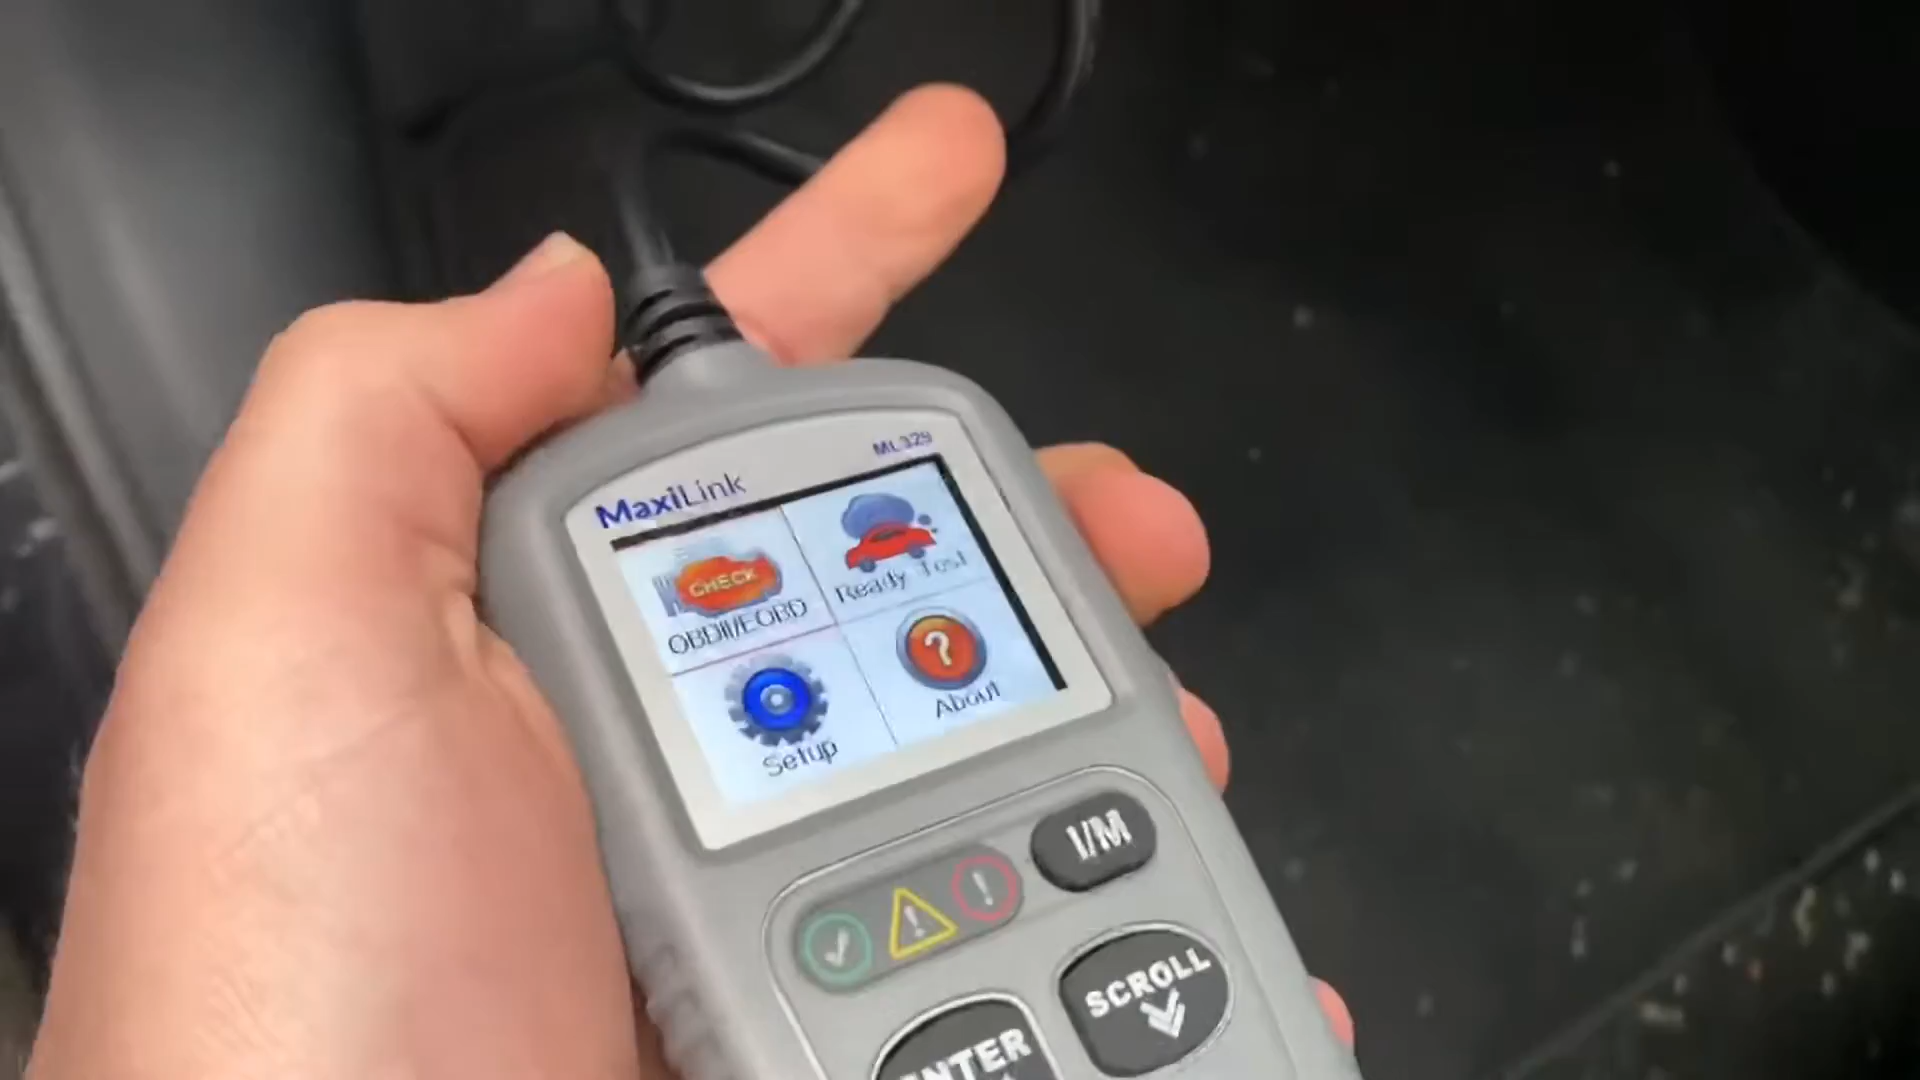 MaxiLink
ML329
CHECK
OBDII/EOBD
Ready Test
Setup
?
About
I/M
! !
SCROLL
ENTER